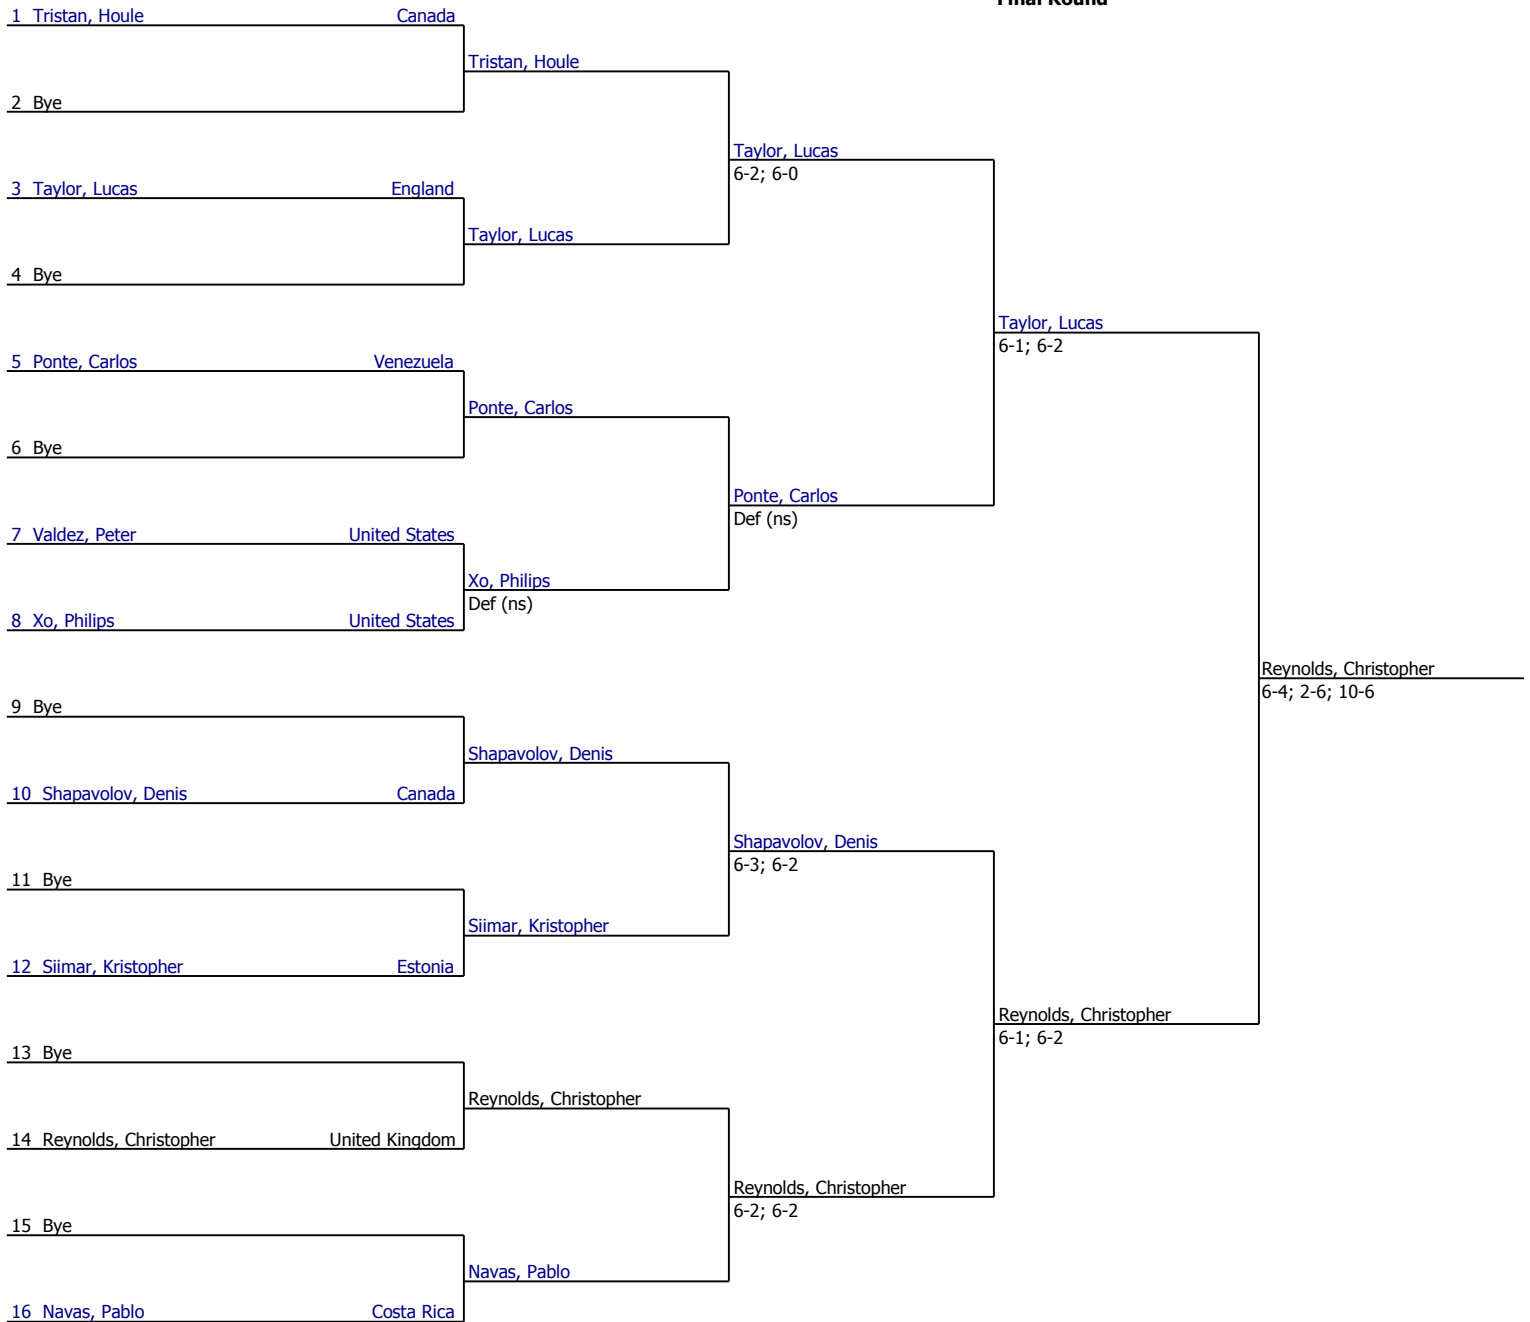 Final Round
1 Tristan, Houle Canada
Tristan, Houle
2 Bye
Taylor, Lucas
6-2; 6-0
3 Taylor, Lucas England
Taylor, Lucas
4 Bye
Taylor, Lucas
6-1; 6-2
5 Ponte, Carlos Venezuela
Ponte, Carlos
6 Bye
Ponte, Carlos
Def (ns)
7 Valdez, Peter United States
Xo, Philips
Def (ns)
8 Xo, Philips United States
Reynolds, Christopher
6-4; 2-6; 10-6
9 Bye
Shapavolov, Denis
10 Shapavolov, Denis Canada
Shapavolov, Denis
6-3; 6-2
11 Bye
Siimar, Kristopher
12 Siimar, Kristopher Estonia
Reynolds, Christopher
6-1; 6-2
13 Bye
Reynolds, Christopher
14 Reynolds, Christopher United Kingdom
Reynolds, Christopher
6-2; 6-2
15 Bye
Navas, Pablo
16 Navas, Pablo Costa Rica